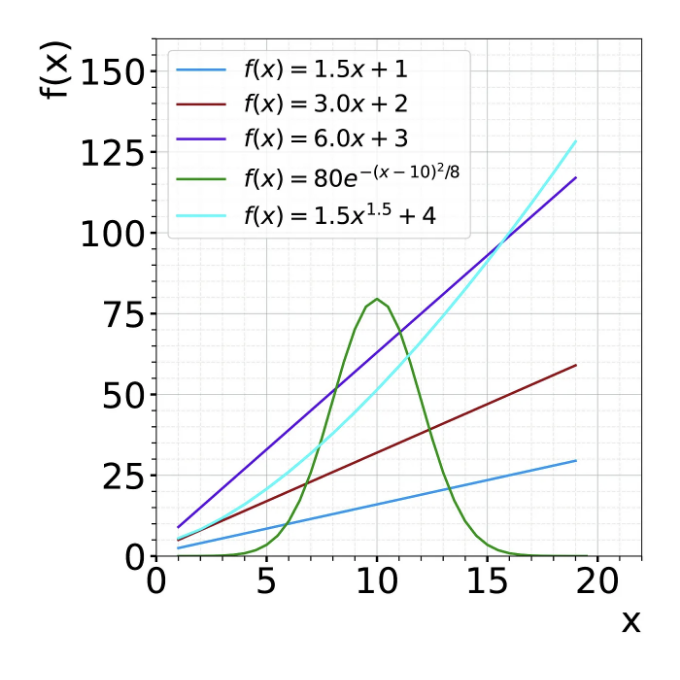 f(x)
150
125
100
75
50
25
0
f(x) = 1.5x + 1
f(x) = 3.0x + 2
f(x) = 6.0x + 3
f(x) = 80e^{−(x − 10)^2/8}
f(x) = 1.5x^{1.5} + 4
0 5 10 15 20
x